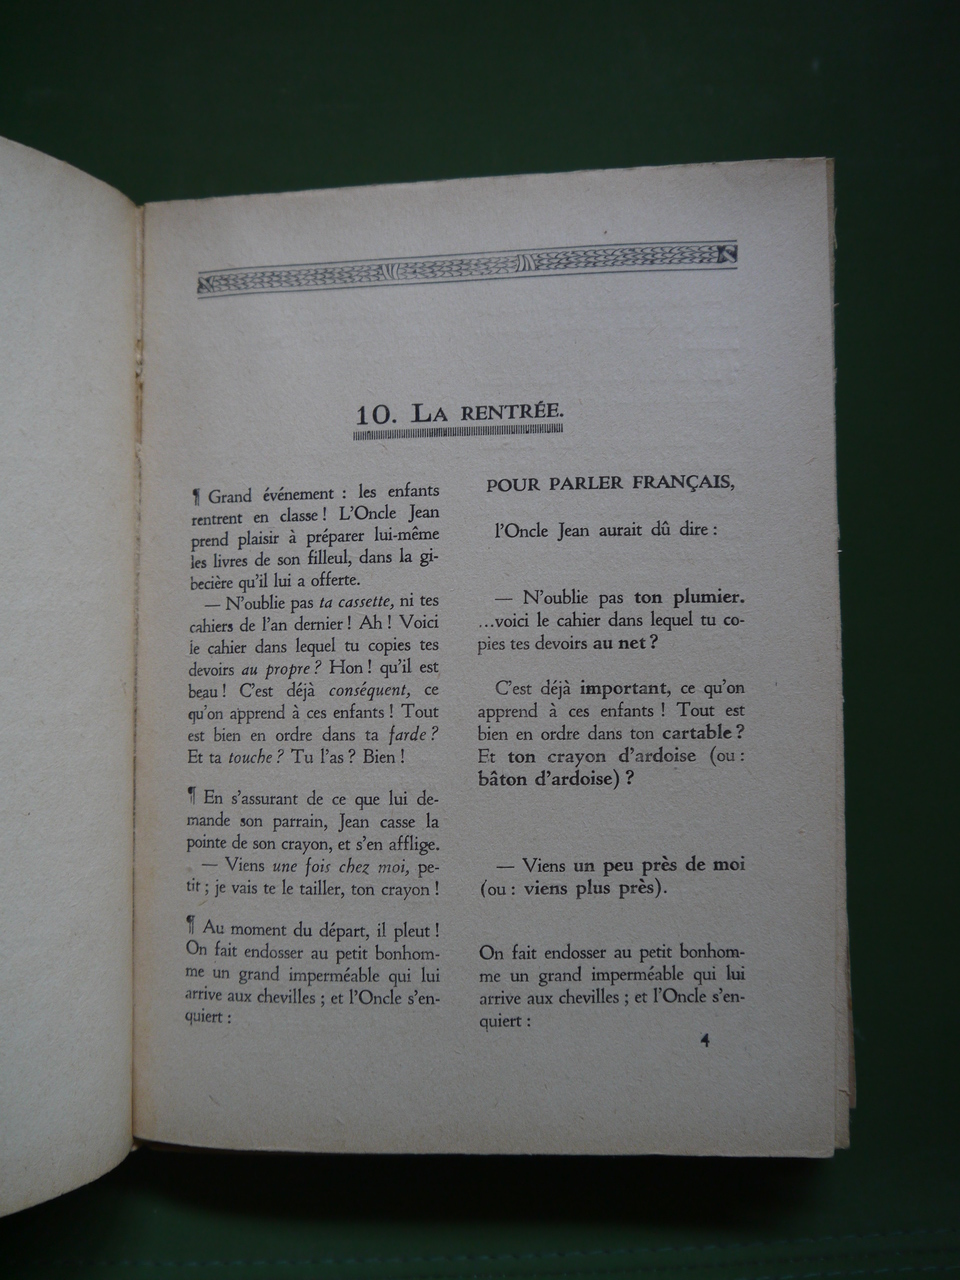 10. LA RENTRÉE.
¶ Grand événement : les enfants
rentrent en classe ! L'Oncle Jean
prend plaisir à préparer lui-même
les livres de son filleul, dans la gi-
becière qu'il lui a offerte.
— N'oublie pas ta cassette, ni tes
cahiers de l'an dernier ! Ah ! Voici
le cahier dans lequel tu copies tes
devoirs au propre ? Hon ! qu'il est
beau ! C'est déjà conséquent, ce
qu'on apprend à ces enfants ! Tout
est bien en ordre dans ta farde ?
Et ta touche ? Tu l'as ? Bien !
¶ En s'assurant de ce que lui de-
mande son parrain, Jean casse la
pointe de son crayon, et s'en afflige.
— Viens une fois chez moi, pe-
tit ; je vais te le tailler, ton crayon !
¶ Au moment du départ, il pleut !
On fait endosser au petit bonhom-
me un grand imperméable qui lui
arrive aux chevilles ; et l'Oncle s'en-
quiert :
POUR PARLER FRANÇAIS,
l'Oncle Jean aurait dû dire :
— N'oublie pas ton plumier.
...voici le cahier dans lequel tu co-
pies tes devoirs au net ?
C'est déjà important, ce qu'on
apprend à ces enfants ! Tout est
bien en ordre dans ton cartable ?
Et ton crayon d'ardoise (ou :
bâton d'ardoise) ?
— Viens un peu près de moi
(ou : viens plus près).
On fait endosser au petit bonhom-
me un grand imperméable qui lui
arrive aux chevilles ; et l'Oncle s'en-
quiert :
4